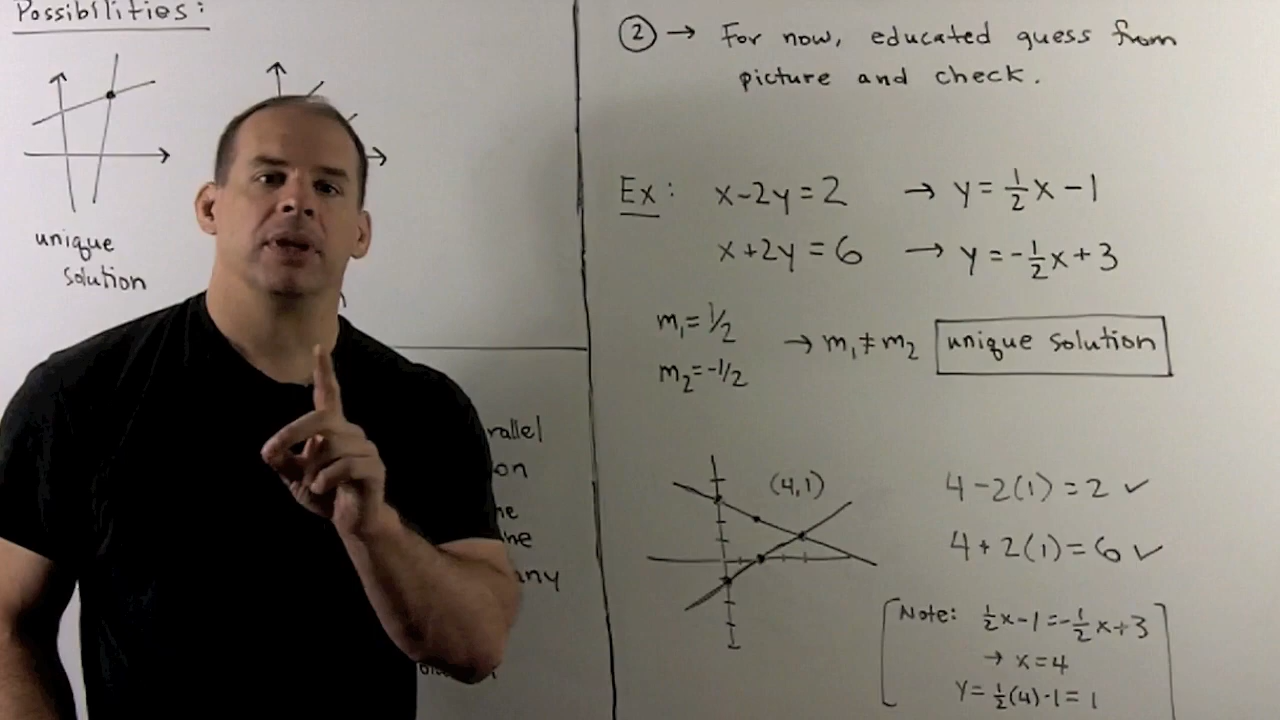 Possibilities:
unique
solution
rallel
on
he
ne
any
② → For now, educated guess from
picture and check.
Ex: x-2y=2 → y=½x-1
x+2y=6 → y=-½x+3
m₁=1/2
m₂=-1/2
→ m₁≠m₂ unique solution
(4,1)
4-2(1)=2 ✓
4+2(1)=6 ✓
[Note: ½x-1=-½x+3
→ x=4
y=½(4)-1=1]